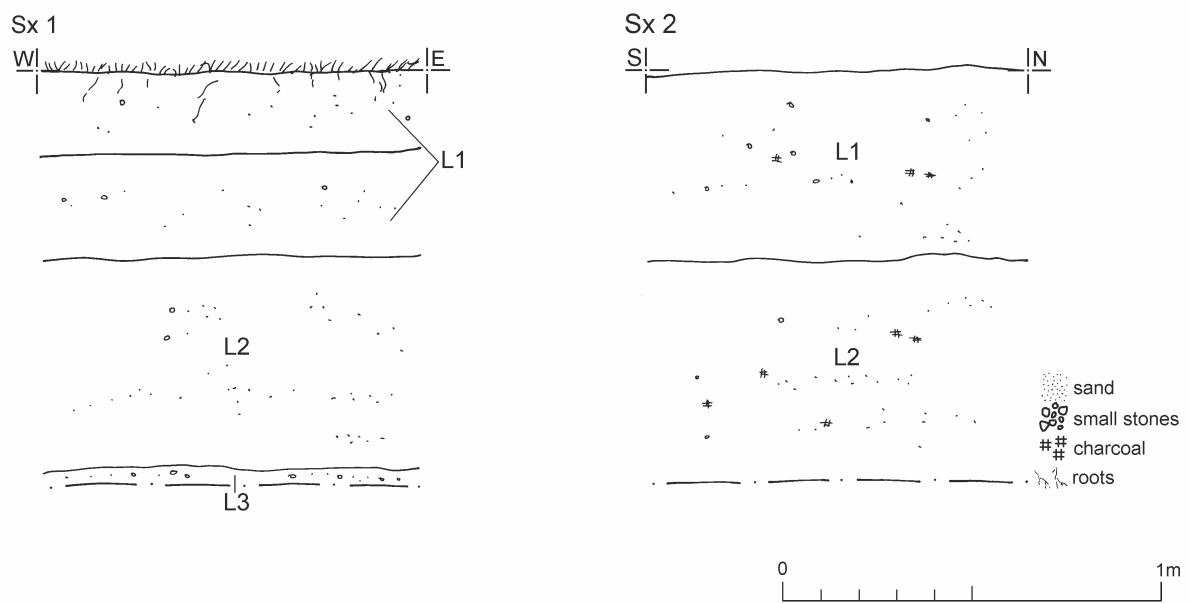 Sx 1
W
E
L1
L2
L3
Sx 2
S
N
L1
L2
sand
small stones
charcoal
roots
0
1m